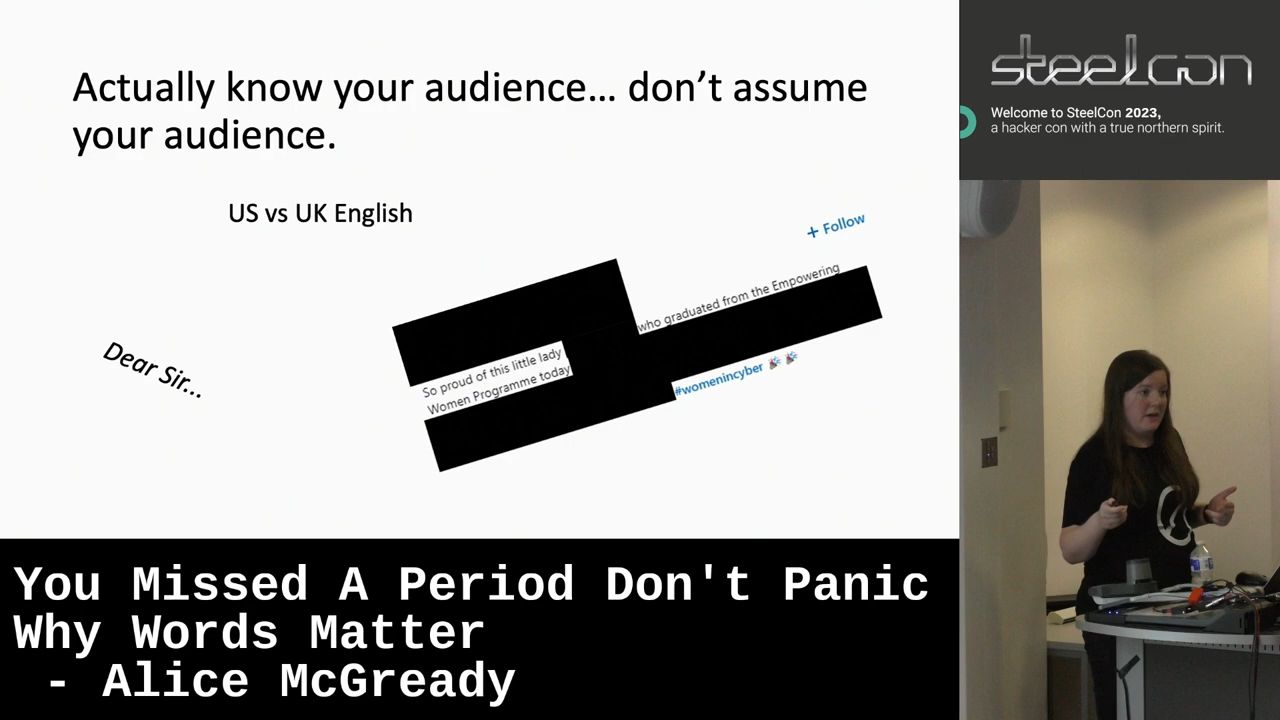 Actually know your audience... don't assume
your audience.
US vs UK English
+ Follow
Dear Sir...
So proud of this little lady who graduated from the Empowering
Women Programme today
#womenincyber 🎉 🎉
steelcon
Welcome to SteelCon 2023,
a hacker con with a true northern spirit.
You Missed A Period Don't Panic
Why Words Matter
- Alice McGready